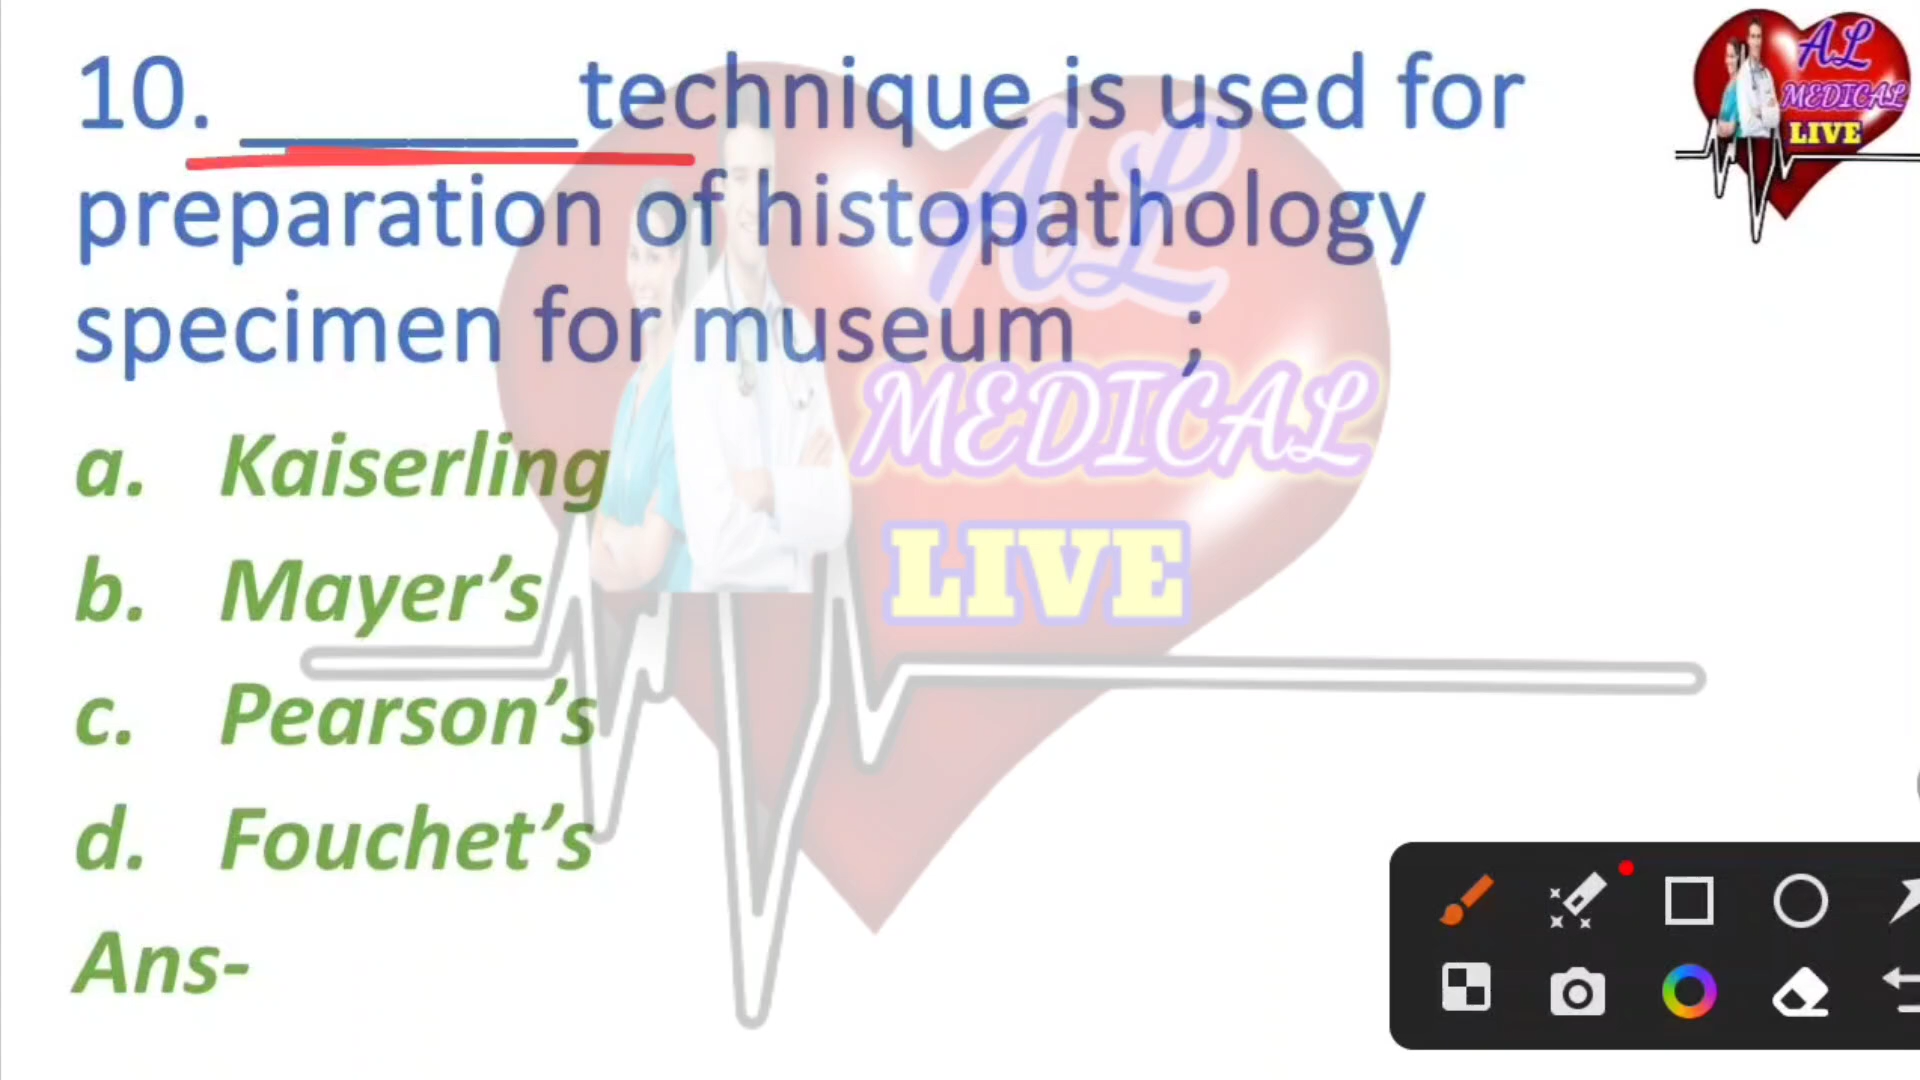 AL
MEDICAL
LIVE
10. _______technique is used for
preparation of histopathology
specimen for museum ;
AL
MEDICAL
LIVE
a. Kaiserling
b. Mayer’s
c. Pearson’s
d. Fouchet’s
Ans-